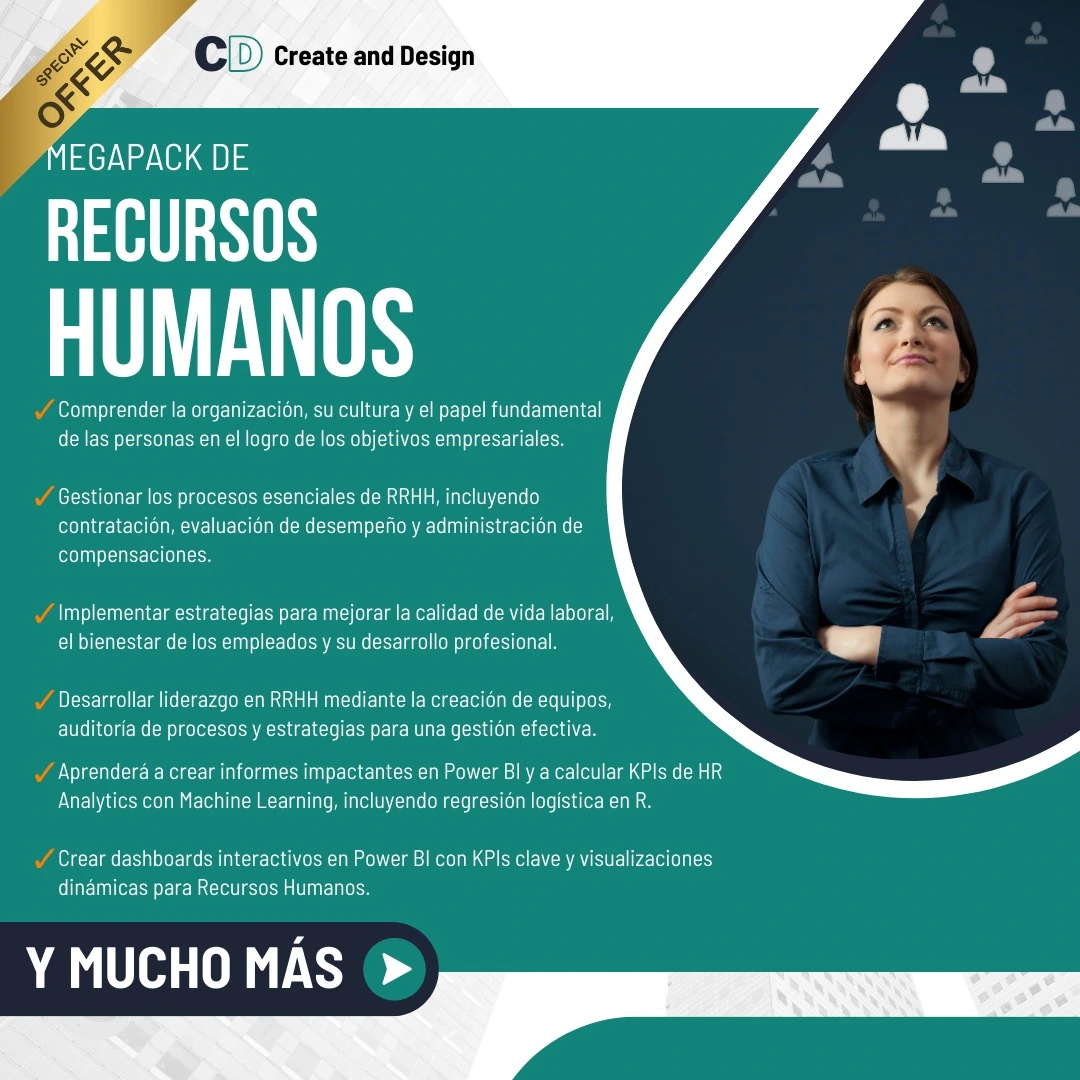 SPECIAL
OFFER
CD Create and Design
MEGAPACK DE
RECURSOS
HUMANOS
✓Comprender la organización, su cultura y el papel fundamental
de las personas en el logro de los objetivos empresariales.
✓Gestionar los procesos esenciales de RRHH, incluyendo
contratación, evaluación de desempeño y administración de
compensaciones.
✓Implementar estrategias para mejorar la calidad de vida laboral,
el bienestar de los empleados y su desarrollo profesional.
✓Desarrollar liderazgo en RRHH mediante la creación de equipos,
auditoría de procesos y estrategias para una gestión efectiva.
✓Aprenderá a crear informes impactantes en Power BI y a calcular KPIs de HR
Analytics con Machine Learning, incluyendo regresión logística en R.
✓Crear dashboards interactivos en Power BI con KPIs clave y visualizaciones
dinámicas para Recursos Humanos.
Y MUCHO MÁS